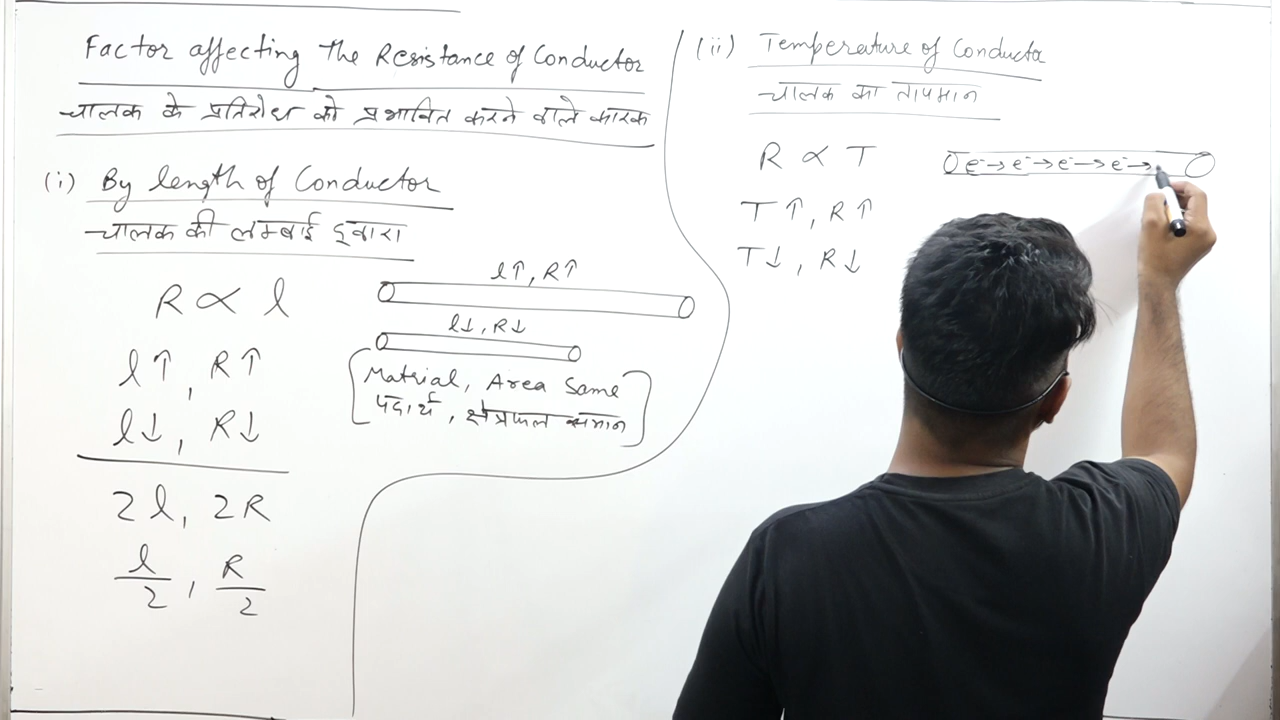 Factor affecting The Resistance of Conductor
चालक के प्रतिरोध को प्रभावित करने वाले कारक
(i) By length of Conductor
चालक की लम्बाई द्वारा
R ∝ l
l↑, R↑
l↓, R↓
2l, 2R
l/2, R/2
l↑, R↑
l↓, R↓
Matrial, Area Same
पदार्थ, क्षेत्रफल समान
(ii) Temperature of Conducto
चालक का तापमान
R ∝ T
T↑, R↑
T↓, R↓
e⁻→ e⁻→ e⁻→ e⁻→